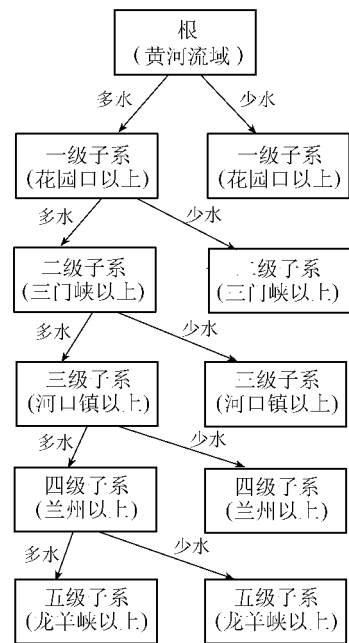 根
(黄河流域)
多水
少水
一级子系
(花园口以上)
一级子系
(花园口以上)
多水
少水
二级子系
(三门峡以上)
二级子系
(三门峡以上)
多水
少水
三级子系
(河口镇以上)
三级子系
(河口镇以上)
多水
少水
四级子系
(兰州以上)
四级子系
(兰州以上)
多水
少水
五级子系
(龙羊峡以上)
五级子系
(龙羊峡以上)